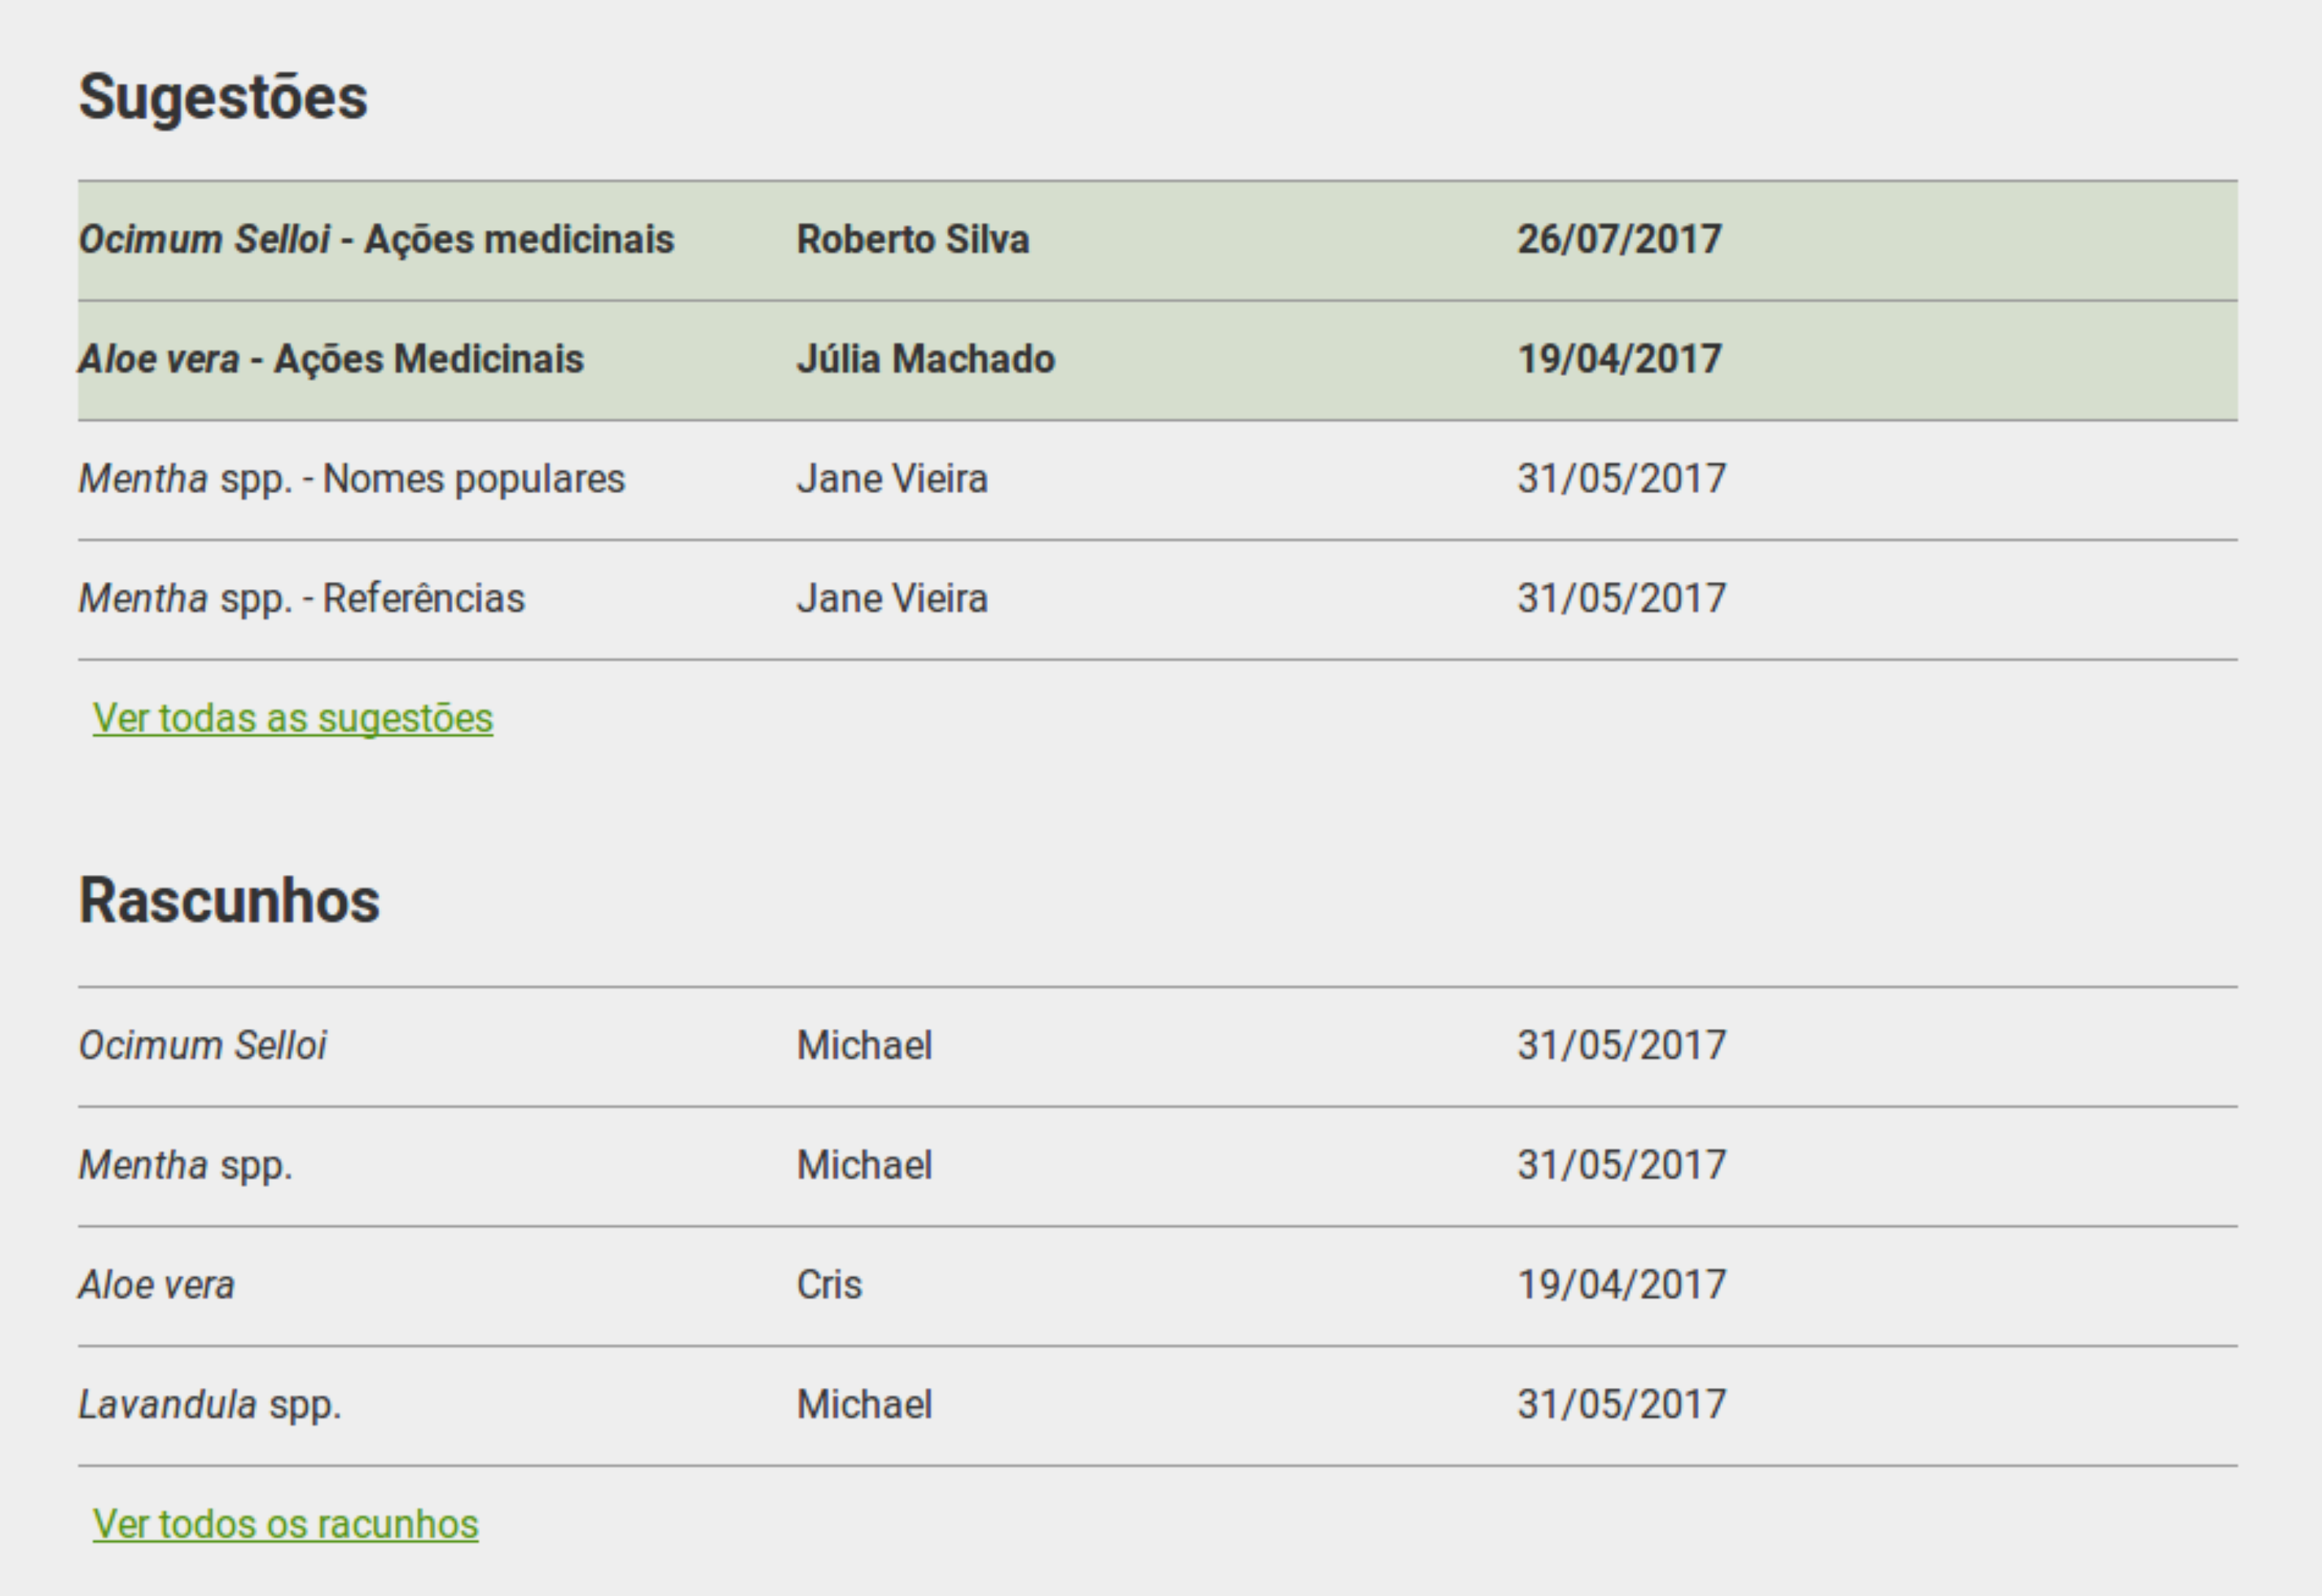 Sugestões
Ocimum Selloi - Ações medicinais Roberto Silva 26/07/2017
Aloe vera - Ações Medicinais Júlia Machado 19/04/2017
Mentha spp. - Nomes populares Jane Vieira 31/05/2017
Mentha spp. - Referências Jane Vieira 31/05/2017
Ver todas as sugestões
Rascunhos
Ocimum Selloi Michael 31/05/2017
Mentha spp. Michael 31/05/2017
Aloe vera Cris 19/04/2017
Lavandula spp. Michael 31/05/2017
Ver todos os racunhos